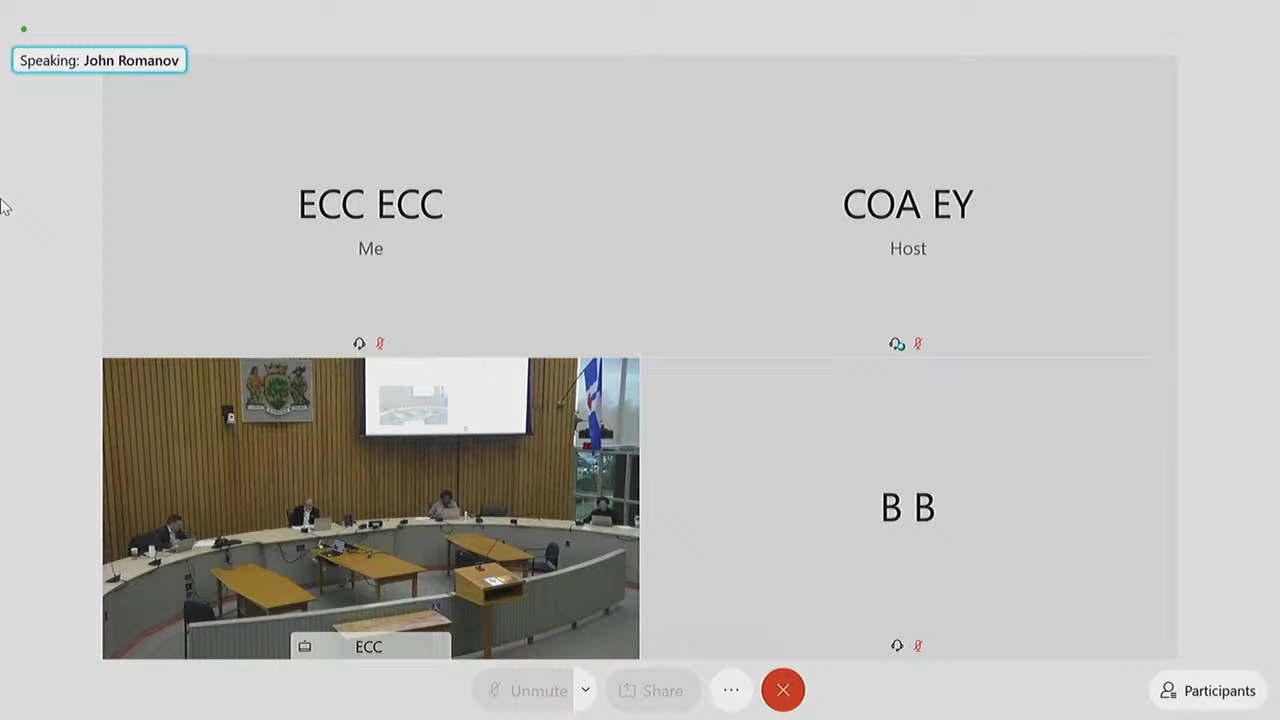 Speaking: John Romanov
ECC ECC
Me
COA EY
Host
ECC
B B
Unmute
Share
Participants